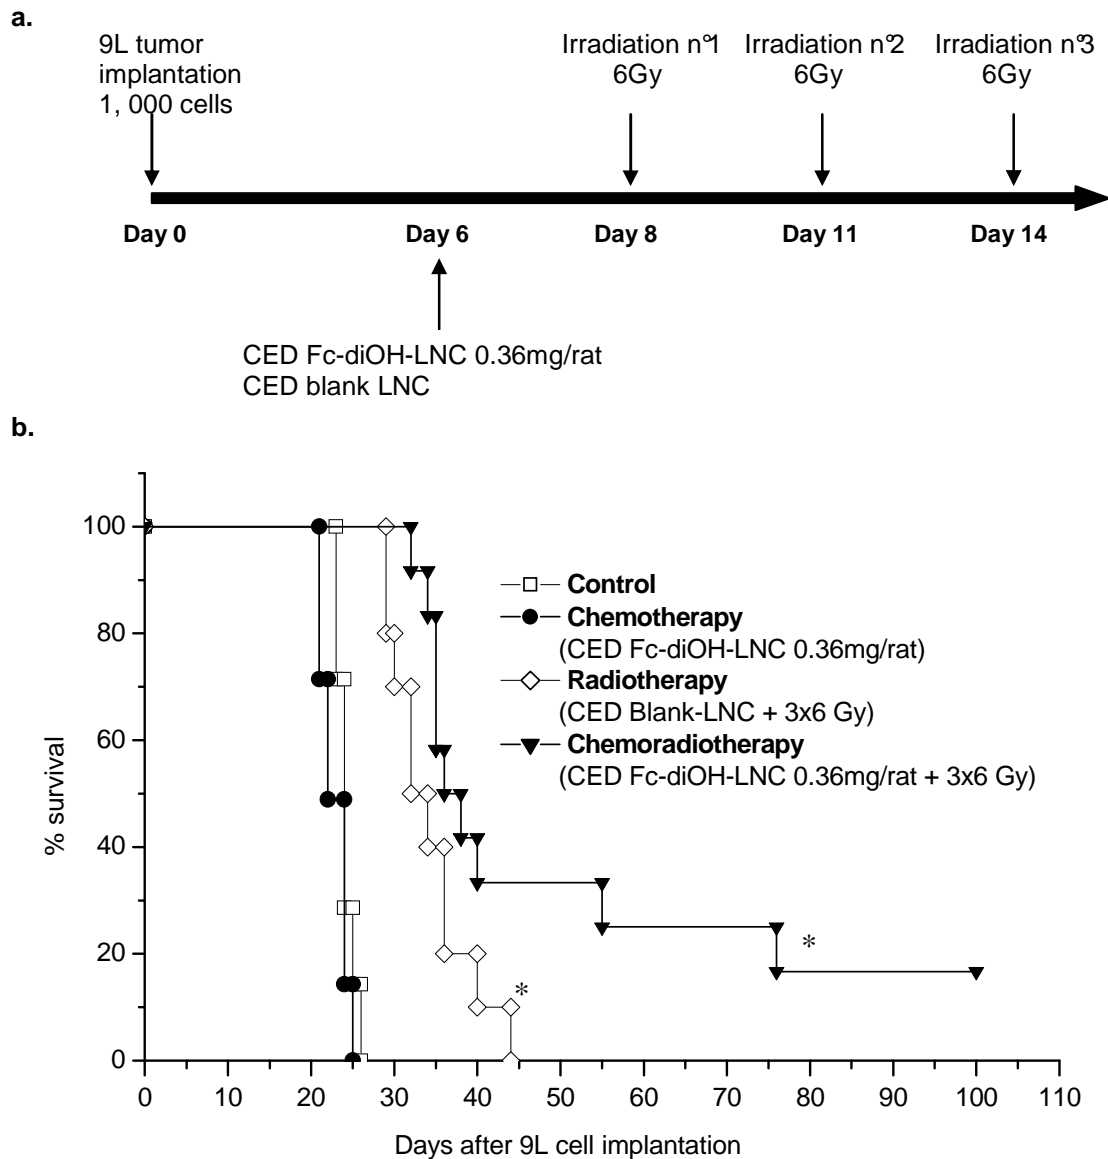 a.
9L tumor
implantation
1, 000 cells
Irradiation n°1
6Gy
Irradiation n°2
6Gy
Irradiation n°3
6Gy
Day 0
Day 6
Day 8
Day 11
Day 14
CED Fc-diOH-LNC 0.36mg/rat
CED blank LNC
b.
100
80
60
40
20
0
% survival
Control
Chemotherapy
(CED Fc-diOH-LNC 0.36mg/rat)
Radiotherapy
(CED Blank-LNC + 3x6 Gy)
Chemoradiotherapy
(CED Fc-diOH-LNC 0.36mg/rat + 3x6 Gy)
*
*
0 10 20 30 40 50 60 70 80 90 100 110
Days after 9L cell implantation